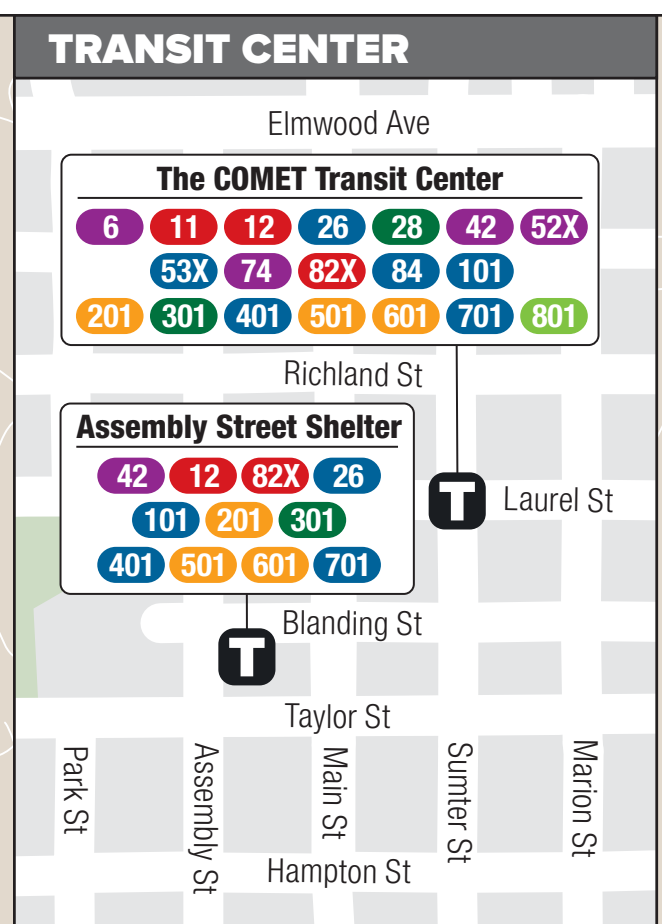 TRANSIT CENTER
Elmwood Ave
The COMET Transit Center
6 11 12 26 28 42 52X
53X 74 82X 84 101
201 301 401 501 601 701 801
Richland St
Assembly Street Shelter
42 12 82X 26
101 201 301
401 501 601 701
T
Laurel St
Blanding St
T
Taylor St
Park St
Assembly St
Main St
Sumter St
Marion St
Hampton St